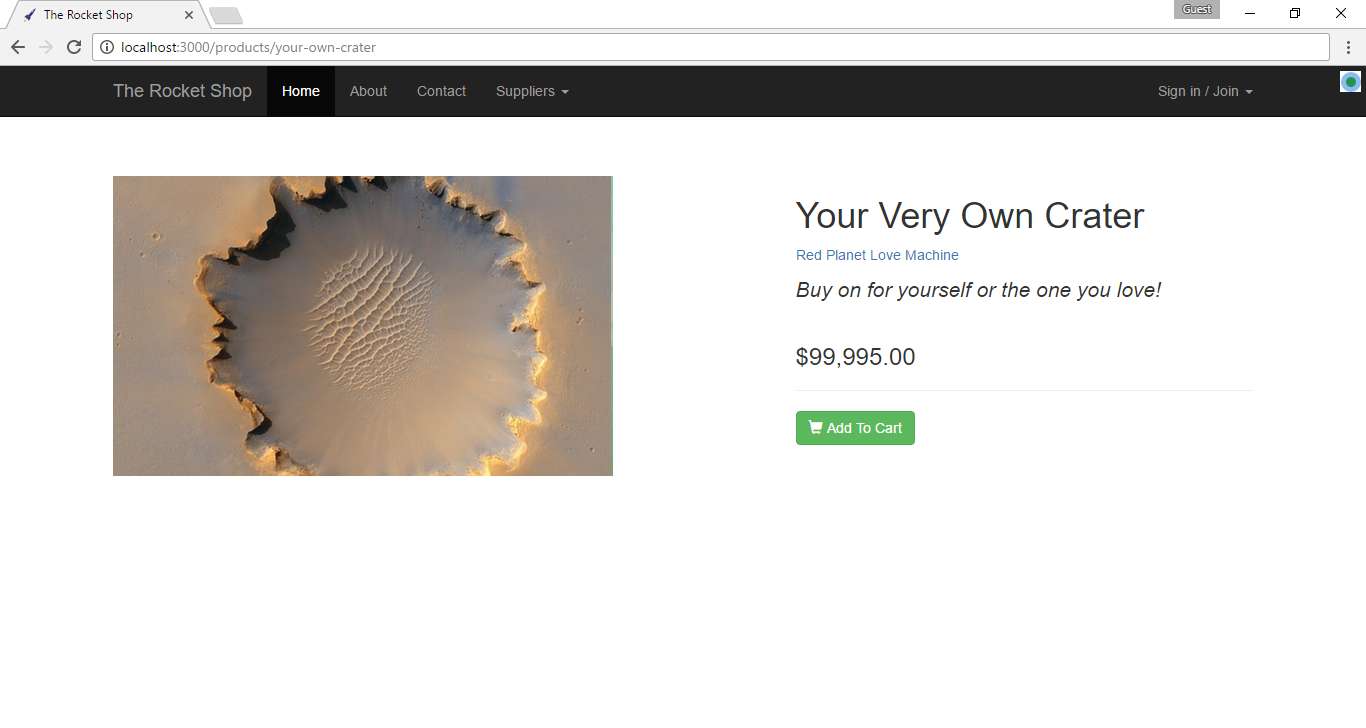 The Rocket Shop
Guest
localhost:3000/products/your-own-crater
The Rocket Shop Home About Contact Suppliers Sign in / Join
Your Very Own Crater
Red Planet Love Machine
Buy on for yourself or the one you love!
$99,995.00
Add To Cart